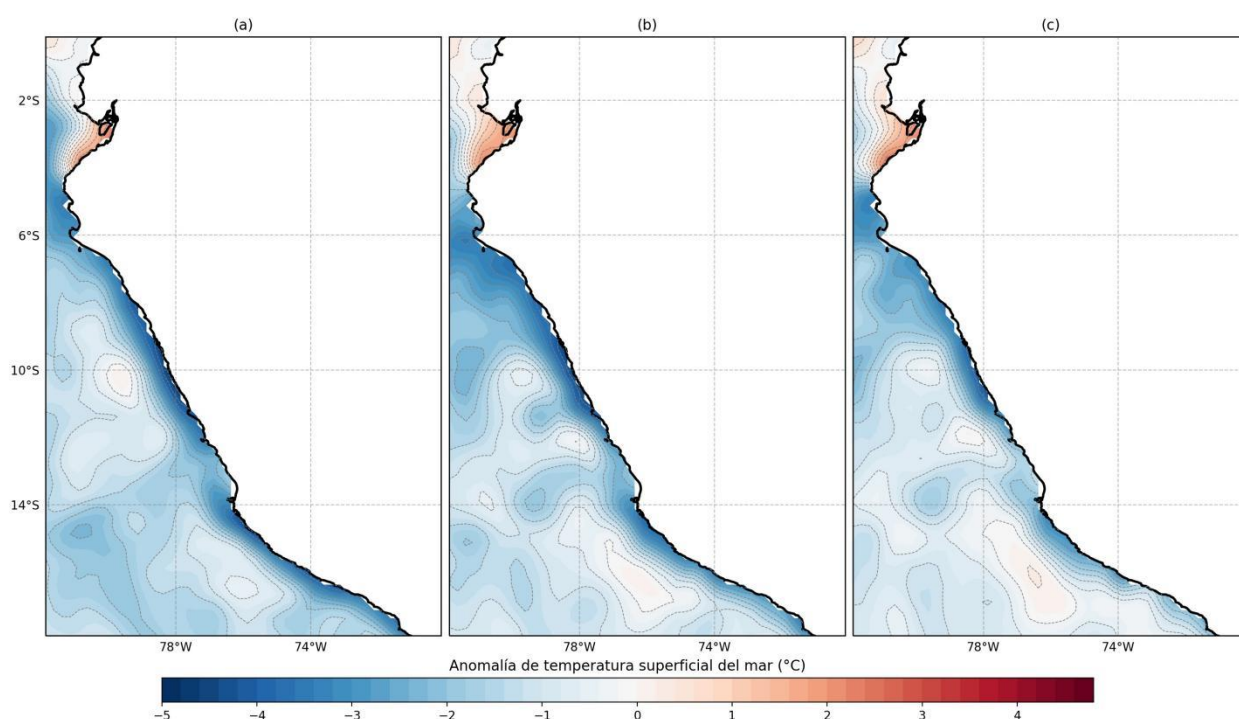 (a) (b) (c)
2°S
6°S
10°S
14°S
78°W 74°W 78°W 74°W 78°W 74°W
Anomalía de temperatura superficial del mar (°C)
−5 −4 −3 −2 −1 0 1 2 3 4